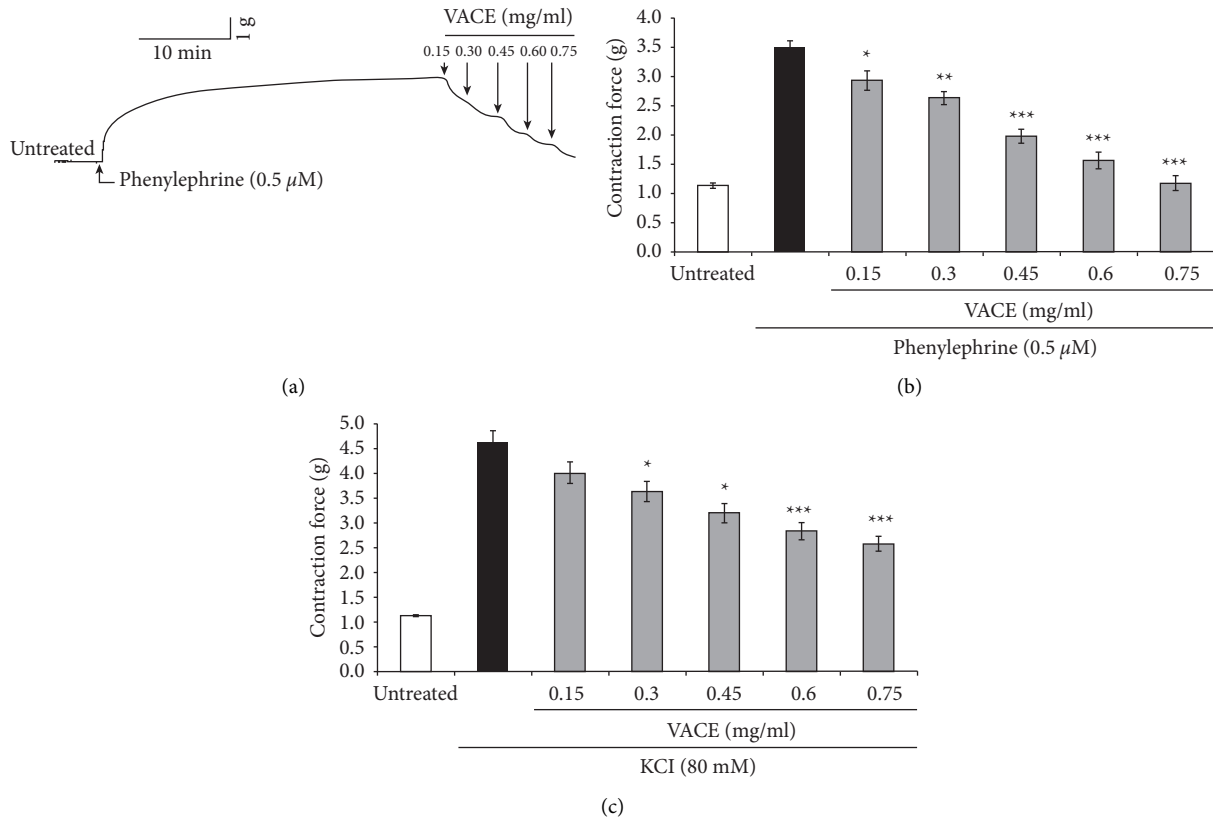 VACE (mg/ml)
1 g
10 min
0.15 0.30 0.45 0.60 0.75
Untreated
Phenylephrine (0.5 μM)
(a)
Contraction force (g)
4.0
3.5
3.0
2.5
2.0
1.5
1.0
0.5
0.0
*
**
***
***
***
Untreated 0.15 0.3 0.45 0.6 0.75
VACE (mg/ml)
Phenylephrine (0.5 μM)
(b)
Contraction force (g)
5.0
4.5
4.0
3.5
3.0
2.5
2.0
1.5
1.0
0.5
0.0
*
*
***
***
Untreated 0.15 0.3 0.45 0.6 0.75
VACE (mg/ml)
KCI (80 mM)
(c)